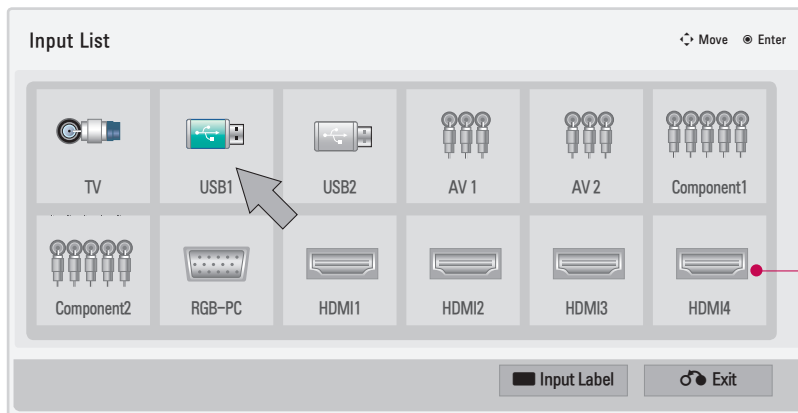 Input List
Move Enter
TV USB1 USB2 AV 1 AV 2 Component1
Component2 RGB-PC HDMI1 HDMI2 HDMI3 HDMI4
Input Label Exit